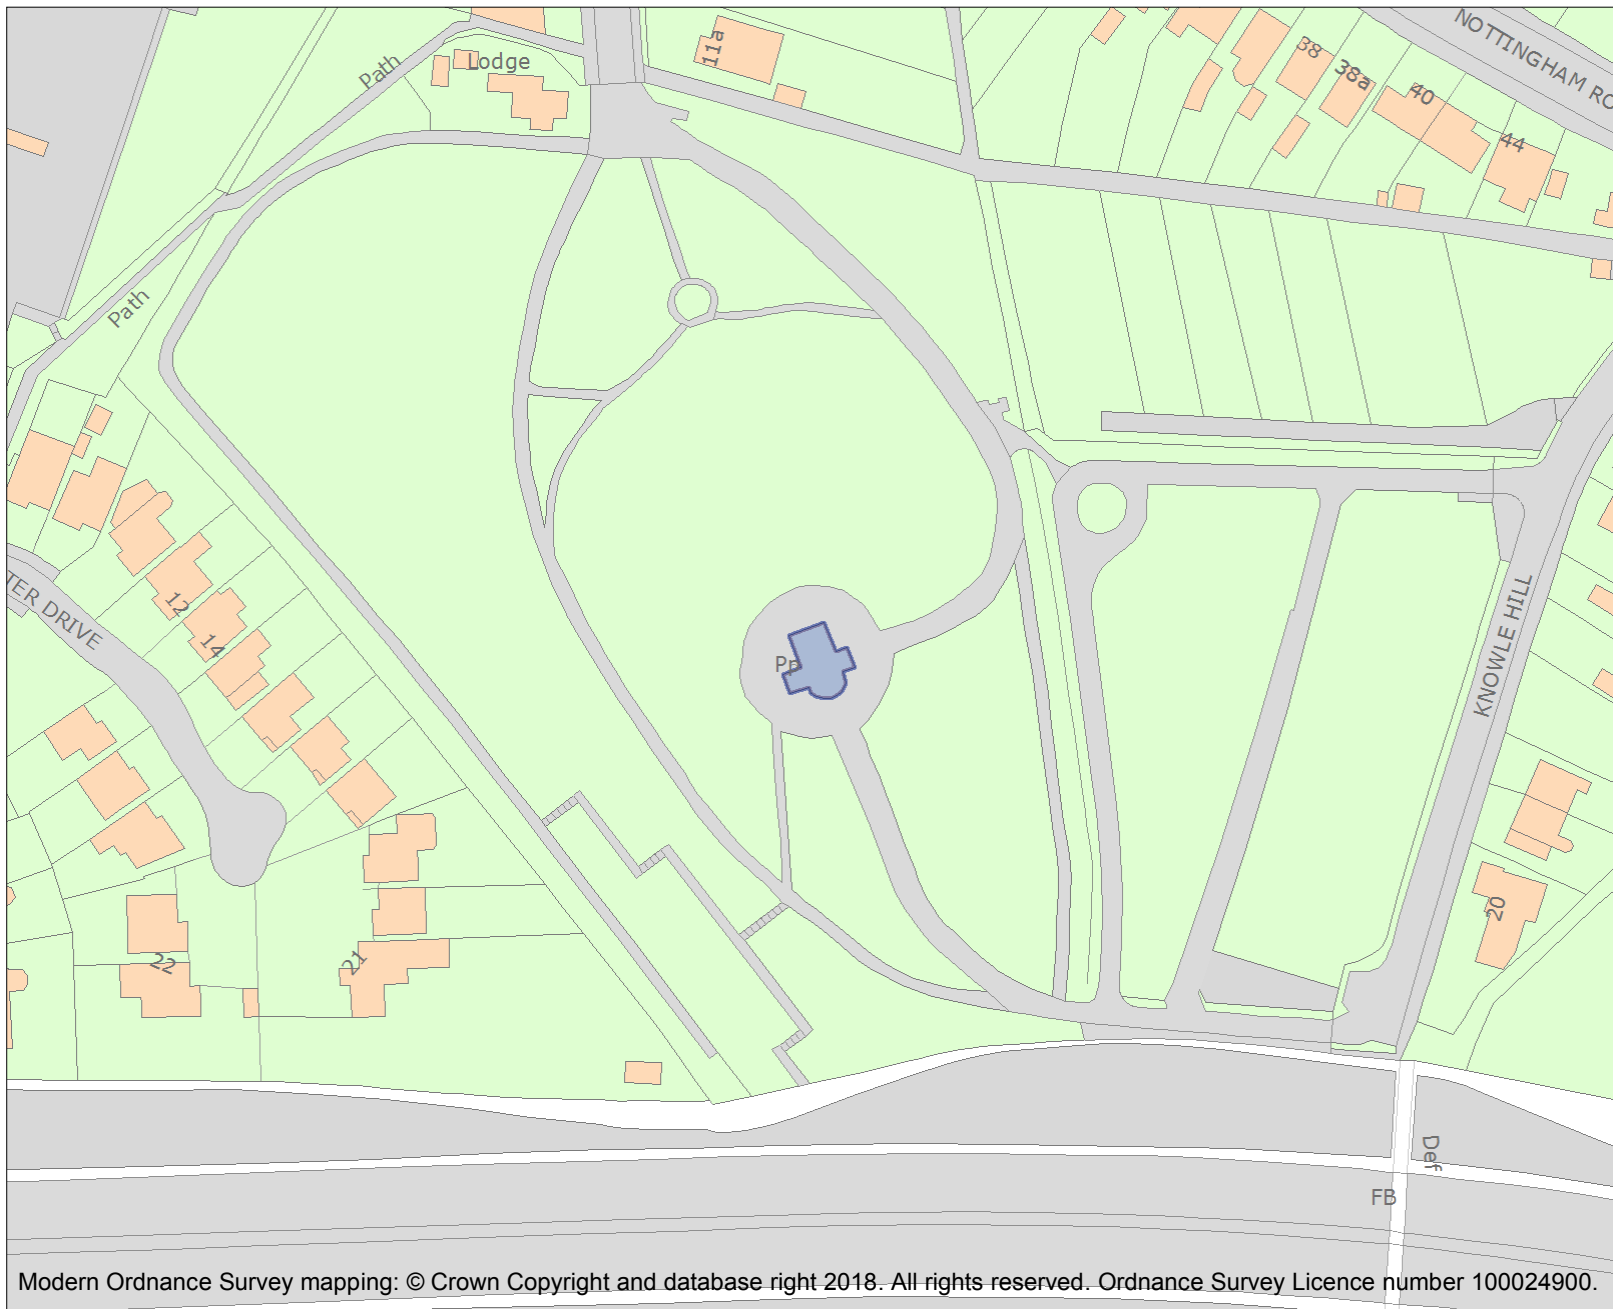 NOTTINGHAM RO
11a
38
38a
40
Lodge
Path
44
Path
TER DRIVE
12
14
KNOWLE HILL
20
22
21
Def
FB
Modern Ordnance Survey mapping: © Crown Copyright and database right 2018. All rights reserved. Ordnance Survey Licence number 100024900.